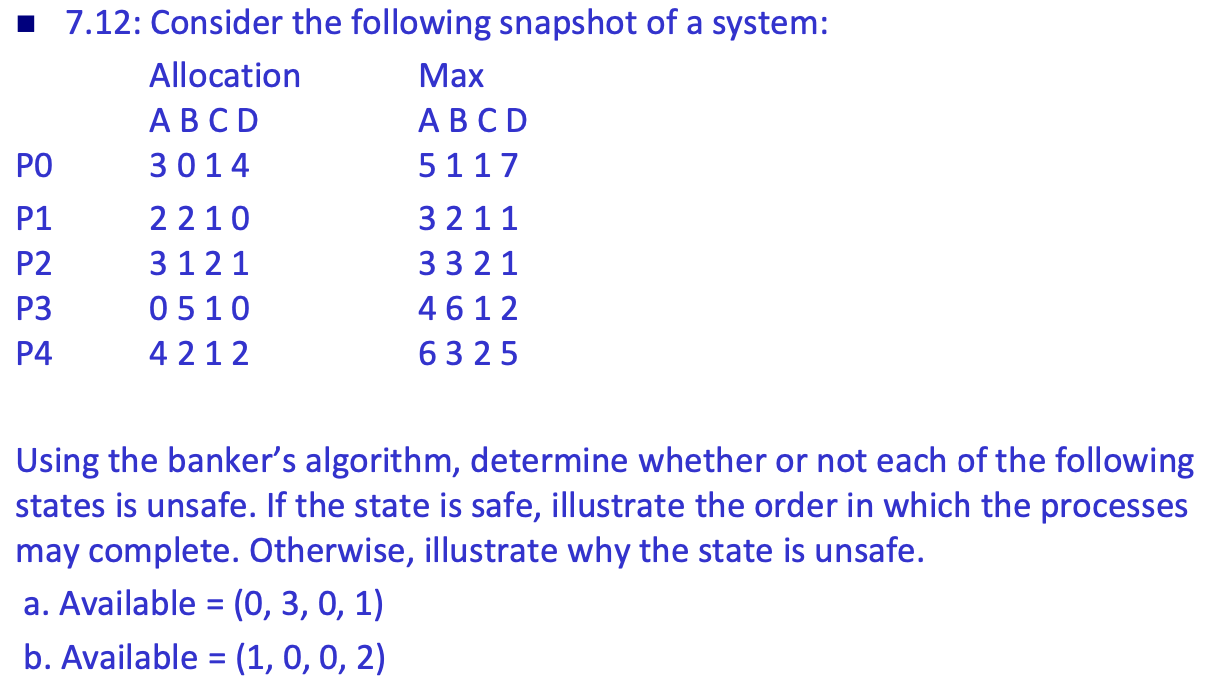 ▪ 7.12: Consider the following snapshot of a system:
Allocation Max
A B C D A B C D
P0 3 0 1 4 5 1 1 7
P1 2 2 1 0 3 2 1 1
P2 3 1 2 1 3 3 2 1
P3 0 5 1 0 4 6 1 2
P4 4 2 1 2 6 3 2 5
Using the banker’s algorithm, determine whether or not each of the following
states is unsafe. If the state is safe, illustrate the order in which the processes
may complete. Otherwise, illustrate why the state is unsafe.
a. Available = (0, 3, 0, 1)
b. Available = (1, 0, 0, 2)